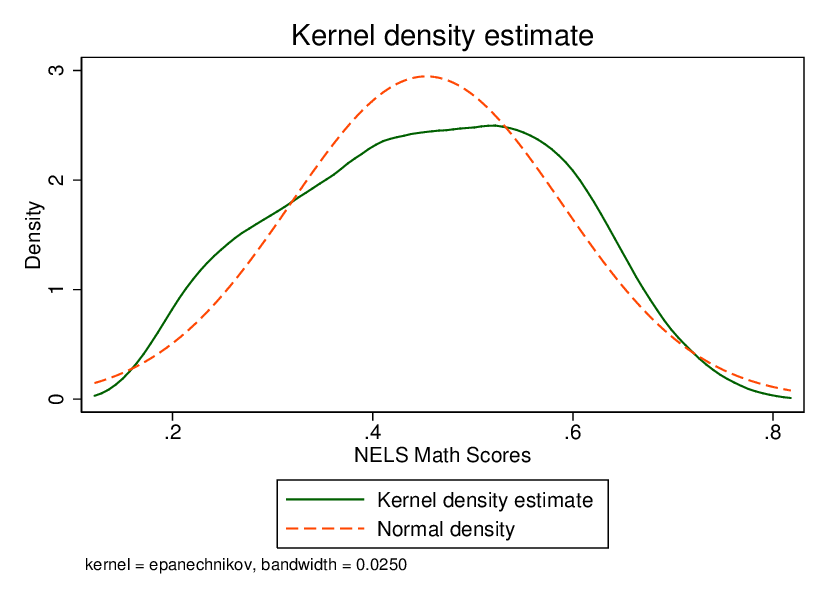 Kernel density estimate
Density
3
2
1
0
.2 .4 .6 .8
NELS Math Scores
Kernel density estimate
Normal density
kernel = epanechnikov, bandwidth = 0.0250